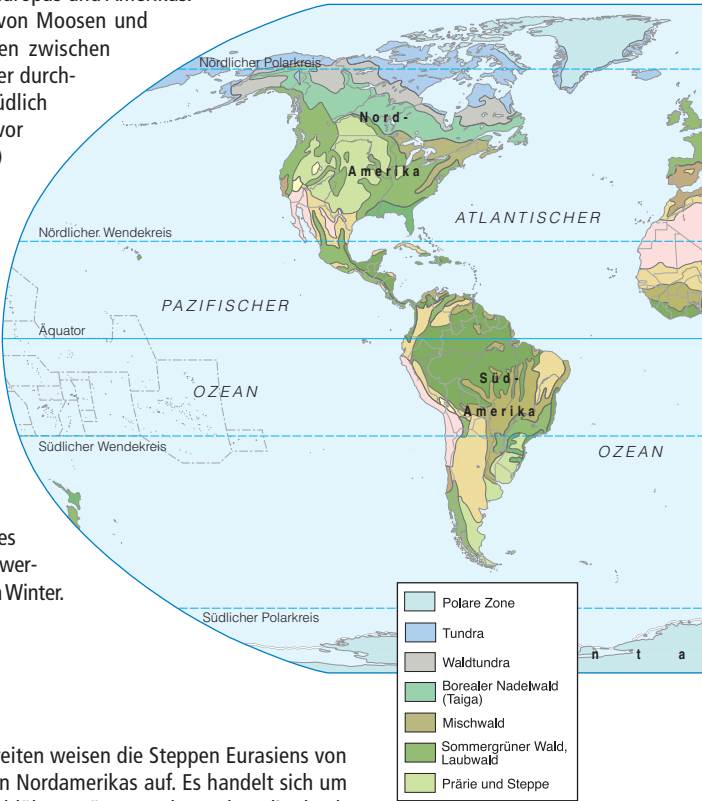 uropas und Amerikas.
von Moosen und
en zwischen
er durch-
üdlich
vor
)
Nördlicher Polarkreis
Nord-
Amerika
ATLANTISCHER
Nördlicher Wendekreis
PAZIFISCHER
Äquator
OZEAN
Süd-
Amerika
Südlicher Wendekreis
OZEAN
es
wer-
n Winter.
Südlicher Polarkreis
n t a
Polare Zone
Tundra
Waldtundra
Borealer Nadelwald
(Taiga)
Mischwald
Sommergrüner Wald,
Laubwald
Prärie und Steppe
reiten weisen die Steppen Eurasiens von
n Nordamerikas auf. Es handelt sich um